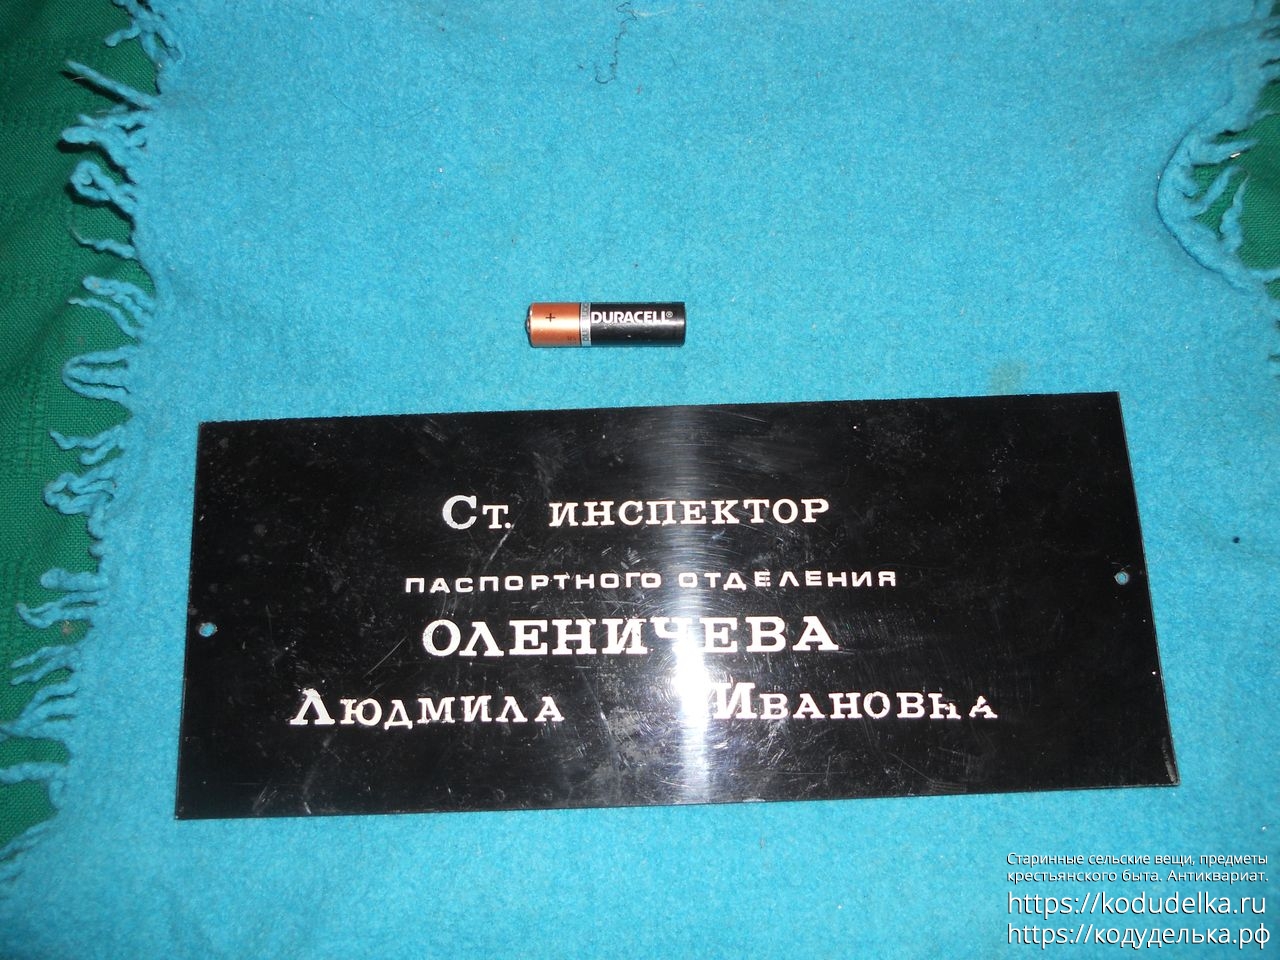 DURACELL®
Ст. ИНСПЕКТОР
ПАСПОРТНОГО ОТДЕЛЕНИЯ
ОЛЕНИЧЕВА
ЛЮДМИЛА ИВАНОВНА
Старинные сельские вещи, предметы
крестьянского быта. Антиквариат.
https://kodudelka.ru
https://кодуделька.рф